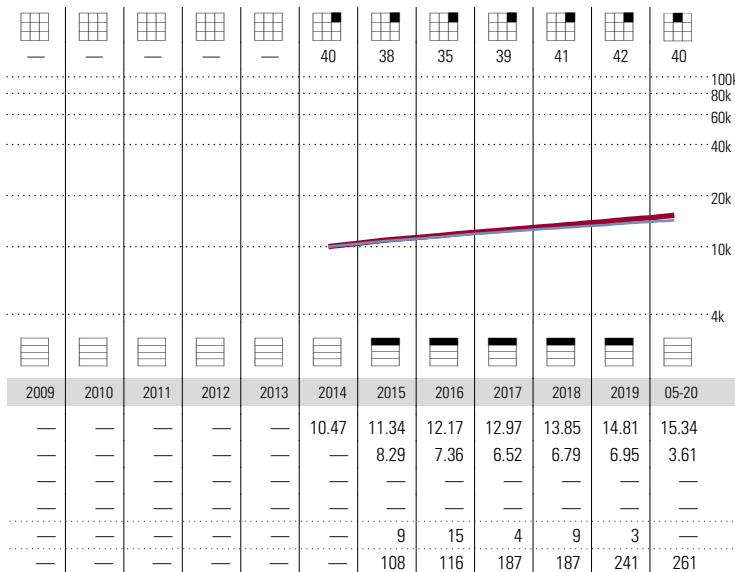 — — — — — 40 38 35 39 41 42 40
100k
80k
60k
40k
20k
10k
4k
2009 2010 2011 2012 2013 2014 2015 2016 2017 2018 2019 05-20
— — — — — 10.47 11.34 12.17 12.97 13.85 14.81 15.34
— — — — — — 8.29 7.36 6.52 6.79 6.95 3.61
— — — — — — — — — — — —
— — — — — — 9 15 4 9 3 —
— — — — — — 108 116 187 187 241 261